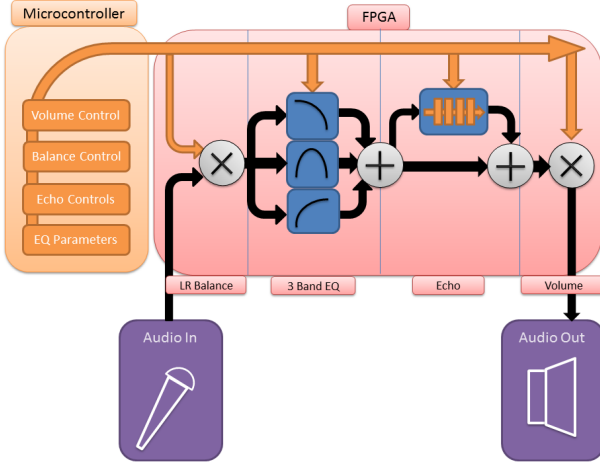 Microcontroller
FPGA
Volume Control
Balance Control
Echo Controls
EQ Parameters
LR Balance
3 Band EQ
Echo
Volume
Audio In
Audio Out